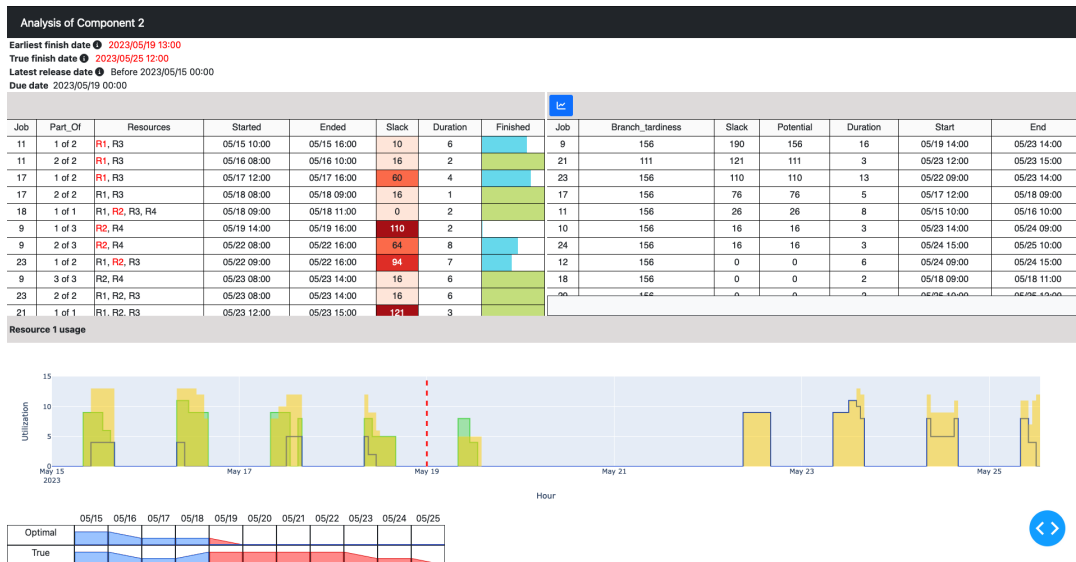 Analysis of Component 2
Earliest finish date 2023/05/19 13:00
True finish date 2023/05/25 12:00
Latest release date Before 2023/05/15 00:00
Due date 2023/05/19 00:00
Job Part_Of Resources Started Ended Slack Duration Finished
11 1 of 2 R1, R3 05/15 10:00 05/15 16:00 10 6
11 2 of 2 R1, R3 05/16 08:00 05/16 10:00 16 2
17 1 of 2 R1, R3 05/17 12:00 05/17 16:00 60 4
17 2 of 2 R1, R3 05/18 08:00 05/18 09:00 16 1
18 1 of 1 R1, R2, R3, R4 05/18 09:00 05/18 11:00 0 2
9 1 of 3 R2, R4 05/19 14:00 05/19 16:00 110 2
9 2 of 3 R2, R4 05/22 08:00 05/22 16:00 64 8
23 1 of 2 R1, R2, R3 05/22 09:00 05/22 16:00 94 7
9 3 of 3 R2, R4 05/23 08:00 05/23 14:00 16 6
23 2 of 2 R1, R2, R3 05/23 08:00 05/23 14:00 16 6
21 1 of 1 R1, R2, R3 05/23 12:00 05/23 15:00 121 3
Job Branch_tardiness Slack Potential Duration Start End
9 156 190 156 16 05/19 14:00 05/23 14:00
21 111 121 111 3 05/23 12:00 05/23 15:00
23 156 110 110 13 05/22 09:00 05/23 14:00
17 156 76 76 5 05/17 12:00 05/18 09:00
11 156 26 26 8 05/15 10:00 05/16 10:00
10 156 16 16 3 05/23 14:00 05/24 09:00
24 156 16 16 3 05/24 15:00 05/25 10:00
12 156 0 0 6 05/24 09:00 05/24 15:00
18 156 0 0 2 05/18 09:00 05/18 11:00
Resource 1 usage
15
10
5
0
Utilization
May 15 May 17 May 19 May 21 May 23 May 25
2023
Hour
05/15 05/16 05/17 05/18 05/19 05/20 05/21 05/22 05/23 05/24 05/25
Optimal
True